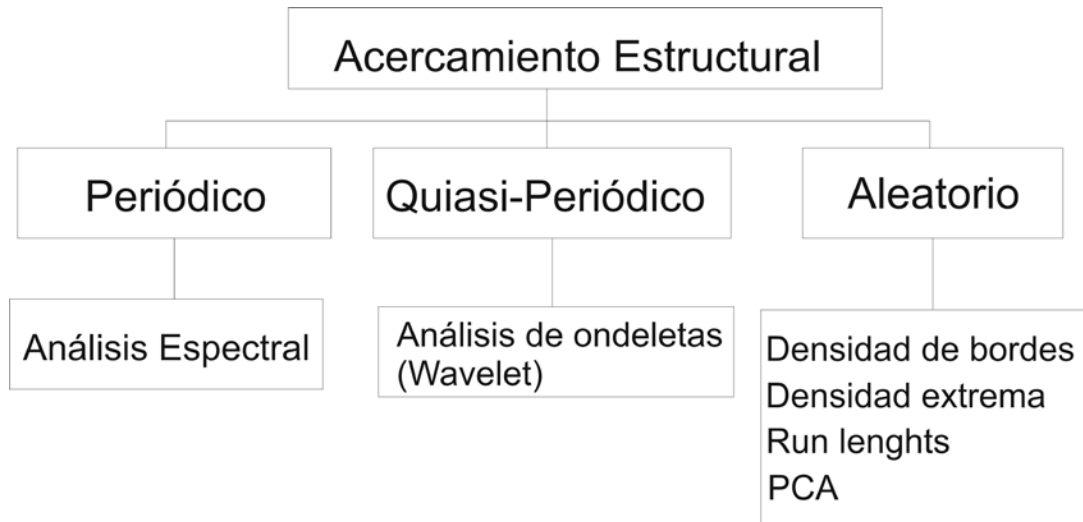 Acercamiento Estructural
Periódico
Quiasi-Periódico
Aleatorio
Análisis Espectral
Análisis de ondeletas
(Wavelet)
Densidad de bordes
Densidad extrema
Run lenghts
PCA